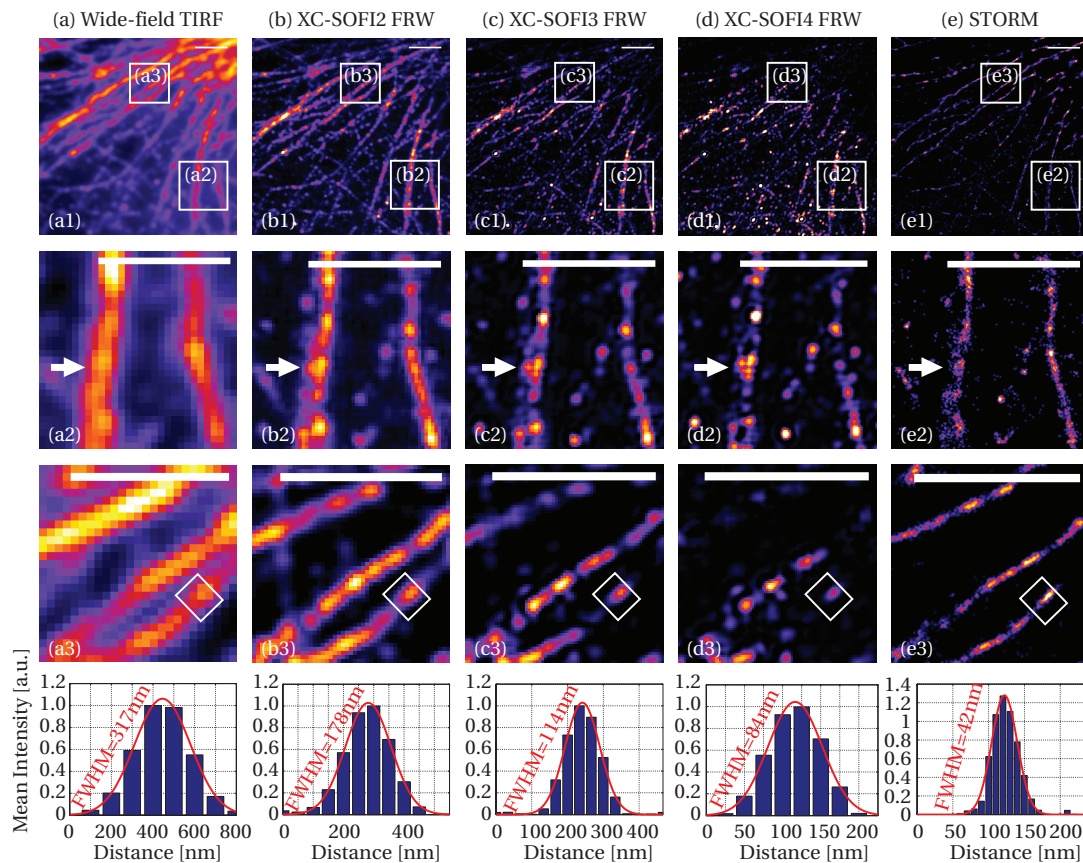 (a) Wide-field TIRF
(b) XC-SOFI2 FRW
(c) XC-SOFI3 FRW
(d) XC-SOFI4 FRW
(e) STORM
(a3)
(a2)
(a1)
(b3)
(b2)
(b1)
(c3)
(c2)
(c1)
(d3)
(d2)
(d1)
(e3)
(e2)
(e1)
(a2)
(b2)
(c2)
(d2)
(e2)
(a3)
(b3)
(c3)
(d3)
(e3)
Mean Intensity [a.u.]
1.2
1.0
0.8
0.6
0.4
0.2
0
FWHM=317nm
0 200 400 600 800
Distance [nm]
1.2
1.0
0.8
0.6
0.4
0.2
0
FWHM=178nm
0 200 400
Distance [nm]
1.2
1.0
0.8
0.6
0.4
0.2
0
FWHM=114nm
0 100 200 300 400
Distance [nm]
1.2
1.0
0.8
0.6
0.4
0.2
0
FWHM=84nm
0 50 100 150 200
Distance [nm]
1.4
1.2
1
0.8
0.6
0.4
0.2
0
FWHM=42nm
0 50 100 150 200
Distance [nm]